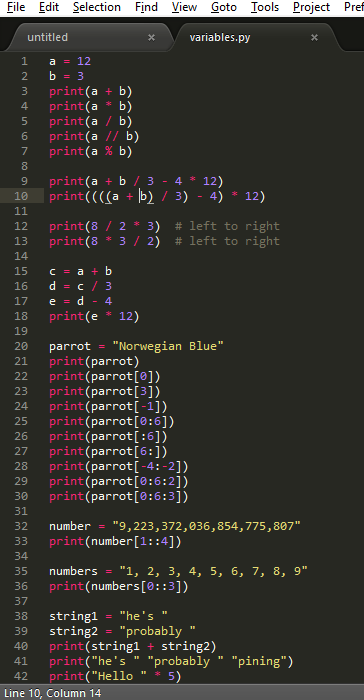 File Edit Selection Find View Goto Tools Project Pref
untitled × variables.py ×
1 a = 12
2 b = 3
3 print(a + b)
4 print(a * b)
5 print(a / b)
6 print(a // b)
7 print(a % b)
8
9 print(a + b / 3 - 4 * 12)
10 print((((a + b) / 3) - 4) * 12)
11
12 print(8 / 2 * 3)  # left to right
13 print(8 * 3 / 2)  # left to right
14
15 c = a + b
16 d = c / 3
17 e = d - 4
18 print(e * 12)
19
20 parrot = "Norwegian Blue"
21 print(parrot)
22 print(parrot[0])
23 print(parrot[3])
24 print(parrot[-1])
25 print(parrot[0:6])
26 print(parrot[:6])
27 print(parrot[6:])
28 print(parrot[-4:-2])
29 print(parrot[0:6:2])
30 print(parrot[0:6:3])
31
32 number = "9,223,372,036,854,775,807"
33 print(number[1::4])
34
35 numbers = "1, 2, 3, 4, 5, 6, 7, 8, 9"
36 print(numbers[0::3])
37
38 string1 = "he's "
39 string2 = "probably "
40 print(string1 + string2)
41 print("he's " "probably " "pining")
42 print("Hello " * 5)
Line 10, Column 14